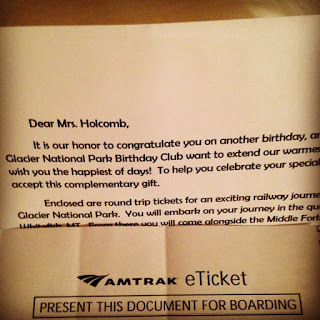 Dear Mrs. Holcomb,
It is our honor to congratulate you on another birthday, an
Glacier National Park Birthday Club want to extend our warmes
wish you the happiest of days! To help you celebrate your special
accept this complementary gift.
Enclosed are round trip tickets for an exciting railway journe
Glacier National Park. You will embark on your journey in the qu
Whitefish, MT. From there you will come alongside the Middle Fork
AMTRAK eTicket
PRESENT THIS DOCUMENT FOR BOARDING